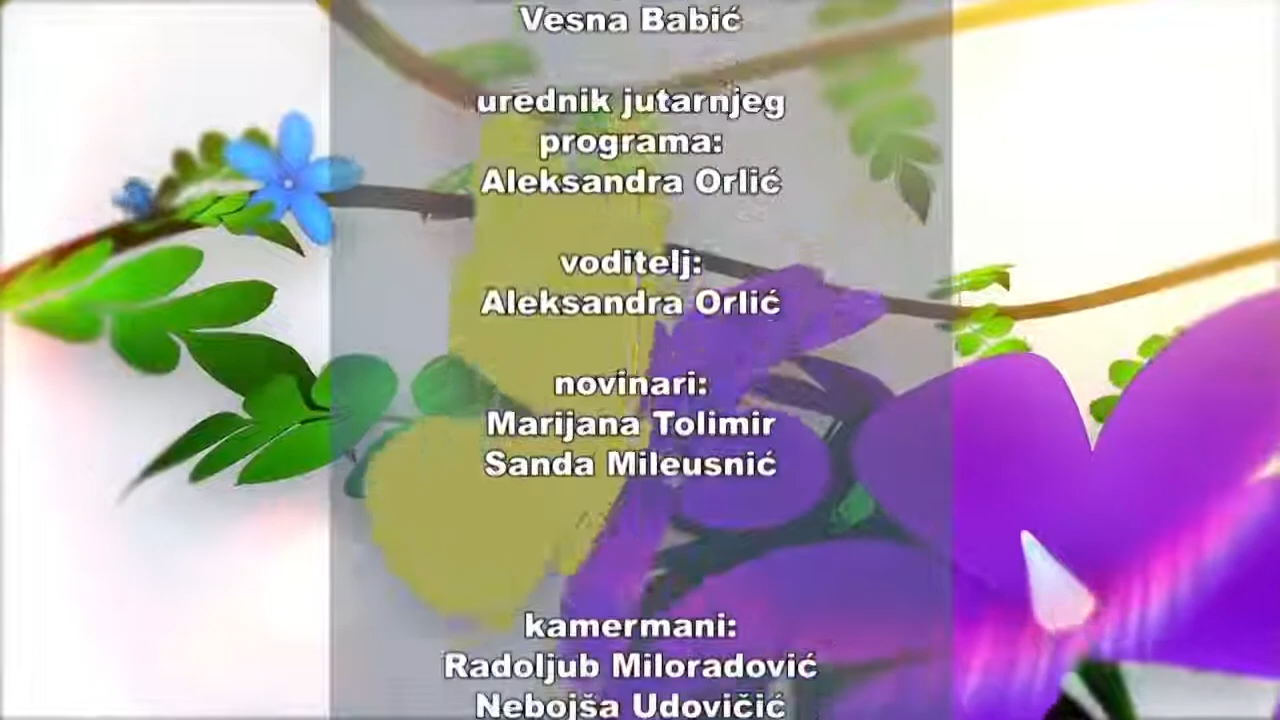 Vesna Babić
urednik jutarnjeg
programa:
Aleksandra Orlić
voditelj:
Aleksandra Orlić
novinari:
Marijana Tolimir
Sanda Mileusnić
kamermani:
Radoljub Miloradović
Nebojša Udovičić